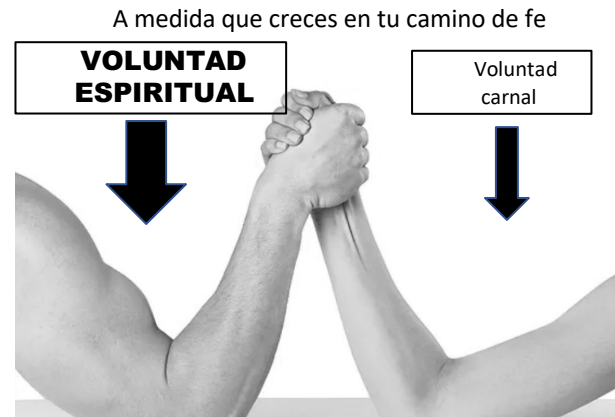 A medida que creces en tu camino de fe
VOLUNTAD
ESPIRITUAL
Voluntad
carnal